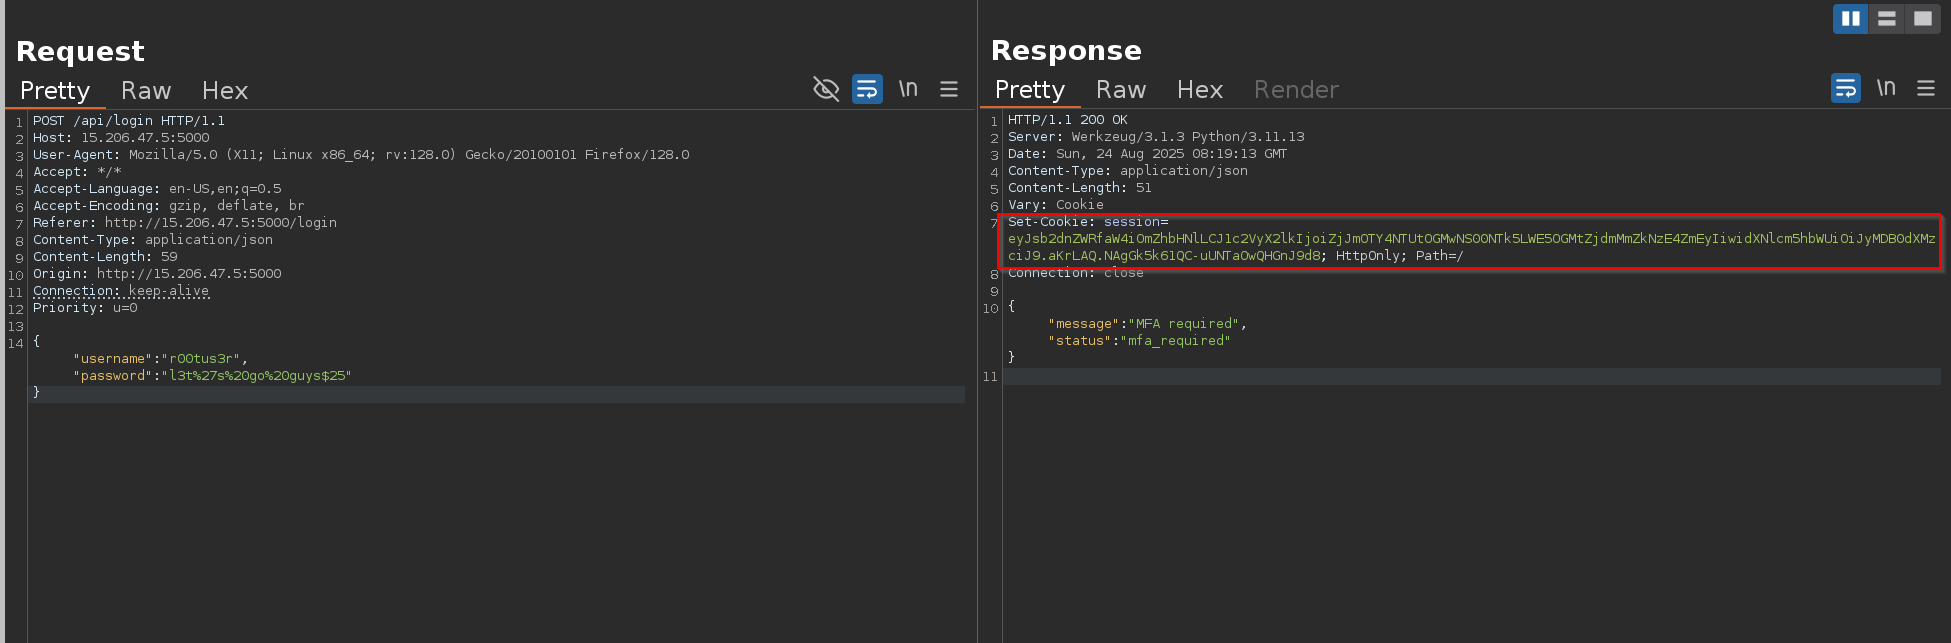 Request
Pretty Raw Hex
\n
1 POST /api/login HTTP/1.1
2 Host: 15.206.47.5:5000
3 User-Agent: Mozilla/5.0 (X11; Linux x86_64; rv:128.0) Gecko/20100101 Firefox/128.0
4 Accept: */*
5 Accept-Language: en-US,en;q=0.5
6 Accept-Encoding: gzip, deflate, br
7 Referer: http://15.206.47.5:5000/login
8 Content-Type: application/json
9 Content-Length: 59
10 Origin: http://15.206.47.5:5000
11 Connection: keep-alive
12 Priority: u=0
13
14 {
"username":"r00tus3r",
"password":"l3t%27s%20go%20guys$25"
}
Response
Pretty Raw Hex Render
\n
1 HTTP/1.1 200 OK
2 Server: Werkzeug/3.1.3 Python/3.11.13
3 Date: Sun, 24 Aug 2025 08:19:13 GMT
4 Content-Type: application/json
5 Content-Length: 51
6 Vary: Cookie
7 Set-Cookie: session=
eyJsb2dnZWRfaW4iOmZhbHNlLCJ1c2VyX2lkIjoiZjJmOTY4NTUtOGMwNS00NTk5LWE5OGMtZjdmMmZkNzE4ZmEyIiwidXNlcm5hbWUiOiJyMDB0dXMz
ciJ9.aKrLAQ.NAgGk5k61QC-uUNTaOwQHGnJ9d8; HttpOnly; Path=/
8 Connection: close
9
10 {
"message":"MFA required",
"status":"mfa_required"
}
11